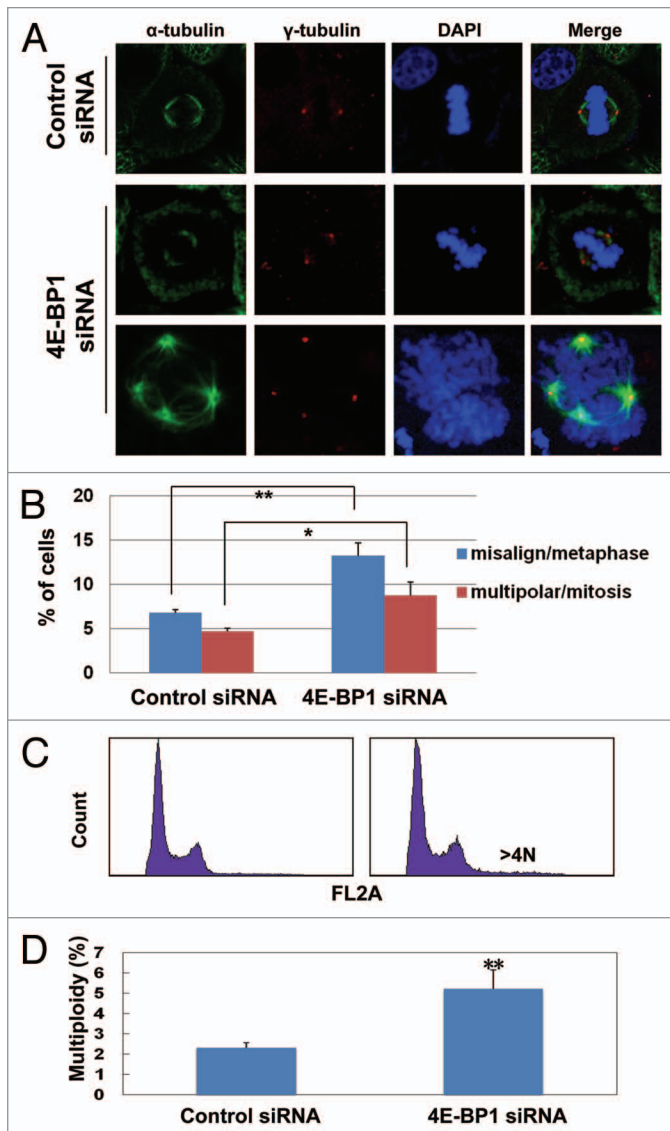 A
α-tubulin γ-tubulin DAPI Merge
Control
siRNA
4E-BP1
siRNA
B
% of cells
20
15
10
5
0
**
*
misalign/metaphase
multipolar/mitosis
Control siRNA 4E-BP1 siRNA
C
Count
>4N
FL2A
D
Multiploidy (%)
7
6
5
4
3
2
1
0
**
Control siRNA 4E-BP1 siRNA